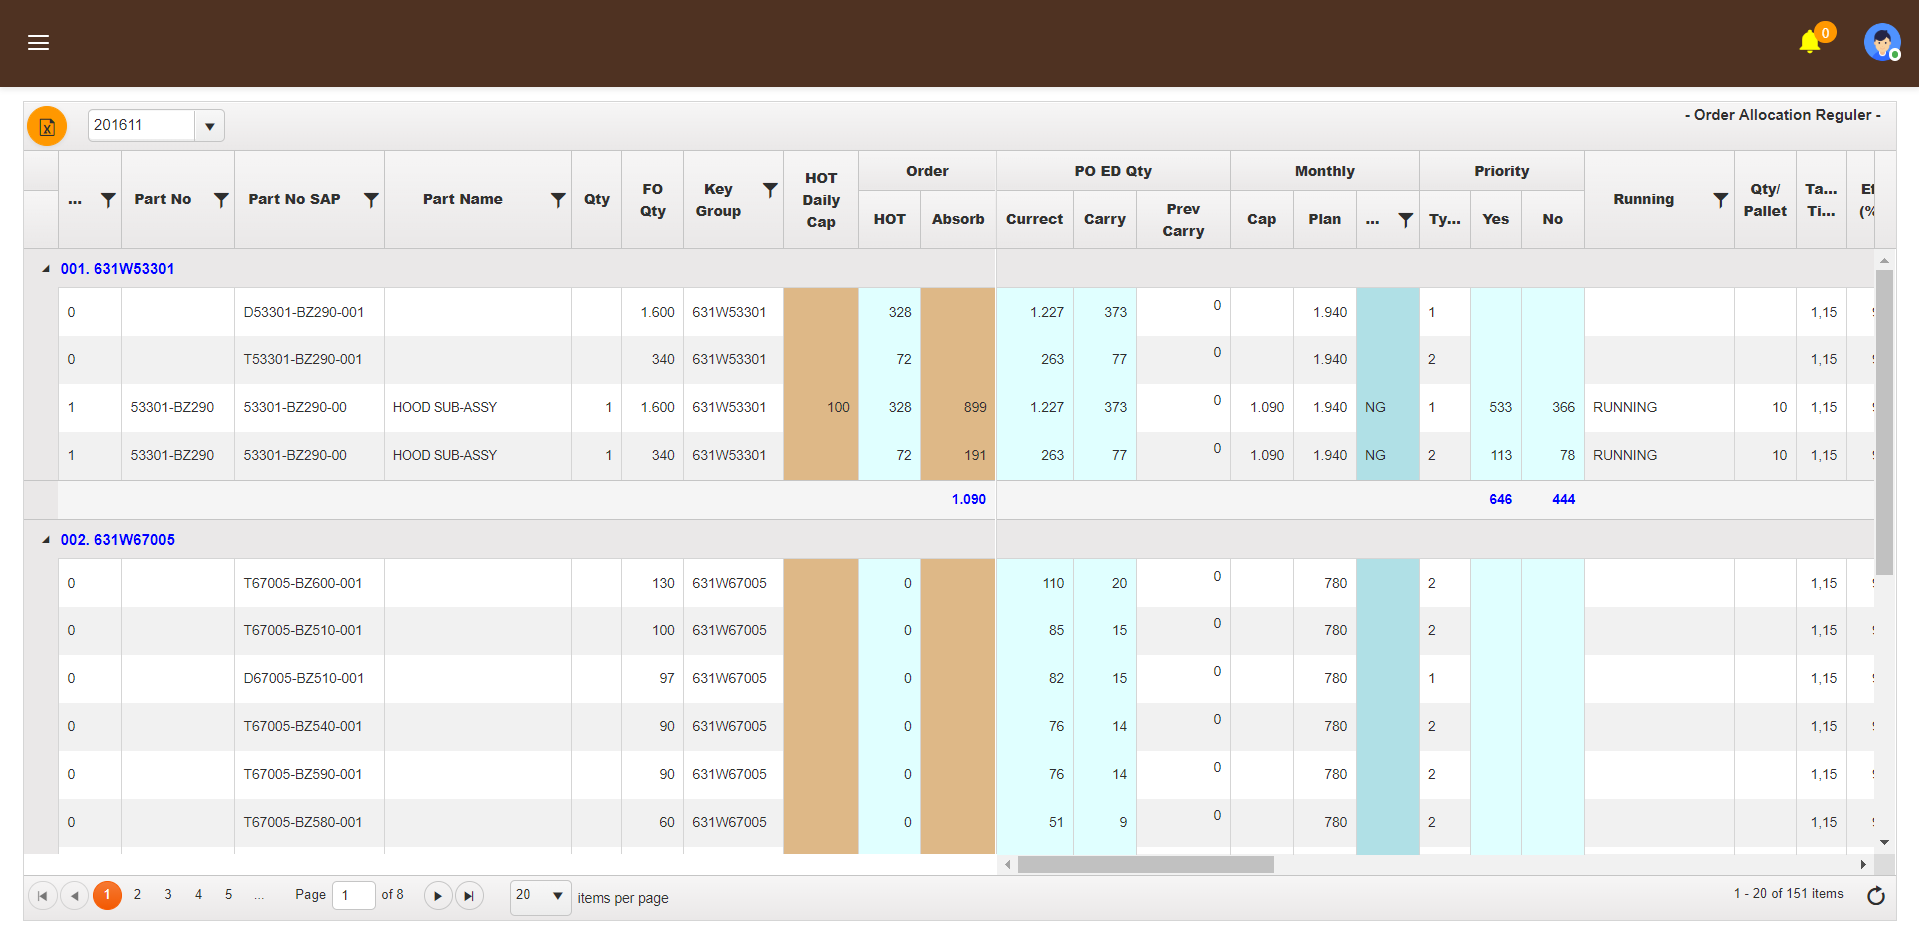 0
201611
- Order Allocation Reguler -
... Part No Part No SAP Part Name Qty FO Qty Key Group HOT Daily Cap Order PO ED Qty Monthly Priority Running Qty/ Pallet Ta... Ti...
HOT Absorb Currect Carry Prev Carry Cap Plan ... Ty... Yes No
001. 631W53301
0 D53301-BZ290-001 1.600 631W53301 328 1.227 373 0 1.940 1 1,15
0 T53301-BZ290-001 340 631W53301 72 263 77 0 1.940 2 1,15
1 53301-BZ290 53301-BZ290-00 HOOD SUB-ASSY 1 1.600 631W53301 100 328 899 1.227 373 0 1.090 1.940 NG 1 533 366 RUNNING 10 1,15
1 53301-BZ290 53301-BZ290-00 HOOD SUB-ASSY 1 340 631W53301 72 191 263 77 0 1.090 1.940 NG 2 113 78 RUNNING 10 1,15
1.090 646 444
002. 631W67005
0 T67005-BZ600-001 130 631W67005 0 110 20 0 780 2 1,15
0 T67005-BZ510-001 100 631W67005 0 85 15 0 780 2 1,15
0 D67005-BZ510-001 97 631W67005 0 82 15 0 780 1 1,15
0 T67005-BZ540-001 90 631W67005 0 76 14 0 780 2 1,15
0 T67005-BZ590-001 90 631W67005 0 76 14 0 780 2 1,15
0 T67005-BZ580-001 60 631W67005 0 51 9 0 780 2 1,15
1 2 3 4 5 ... Page 1 of 8 20 items per page 1 - 20 of 151 items